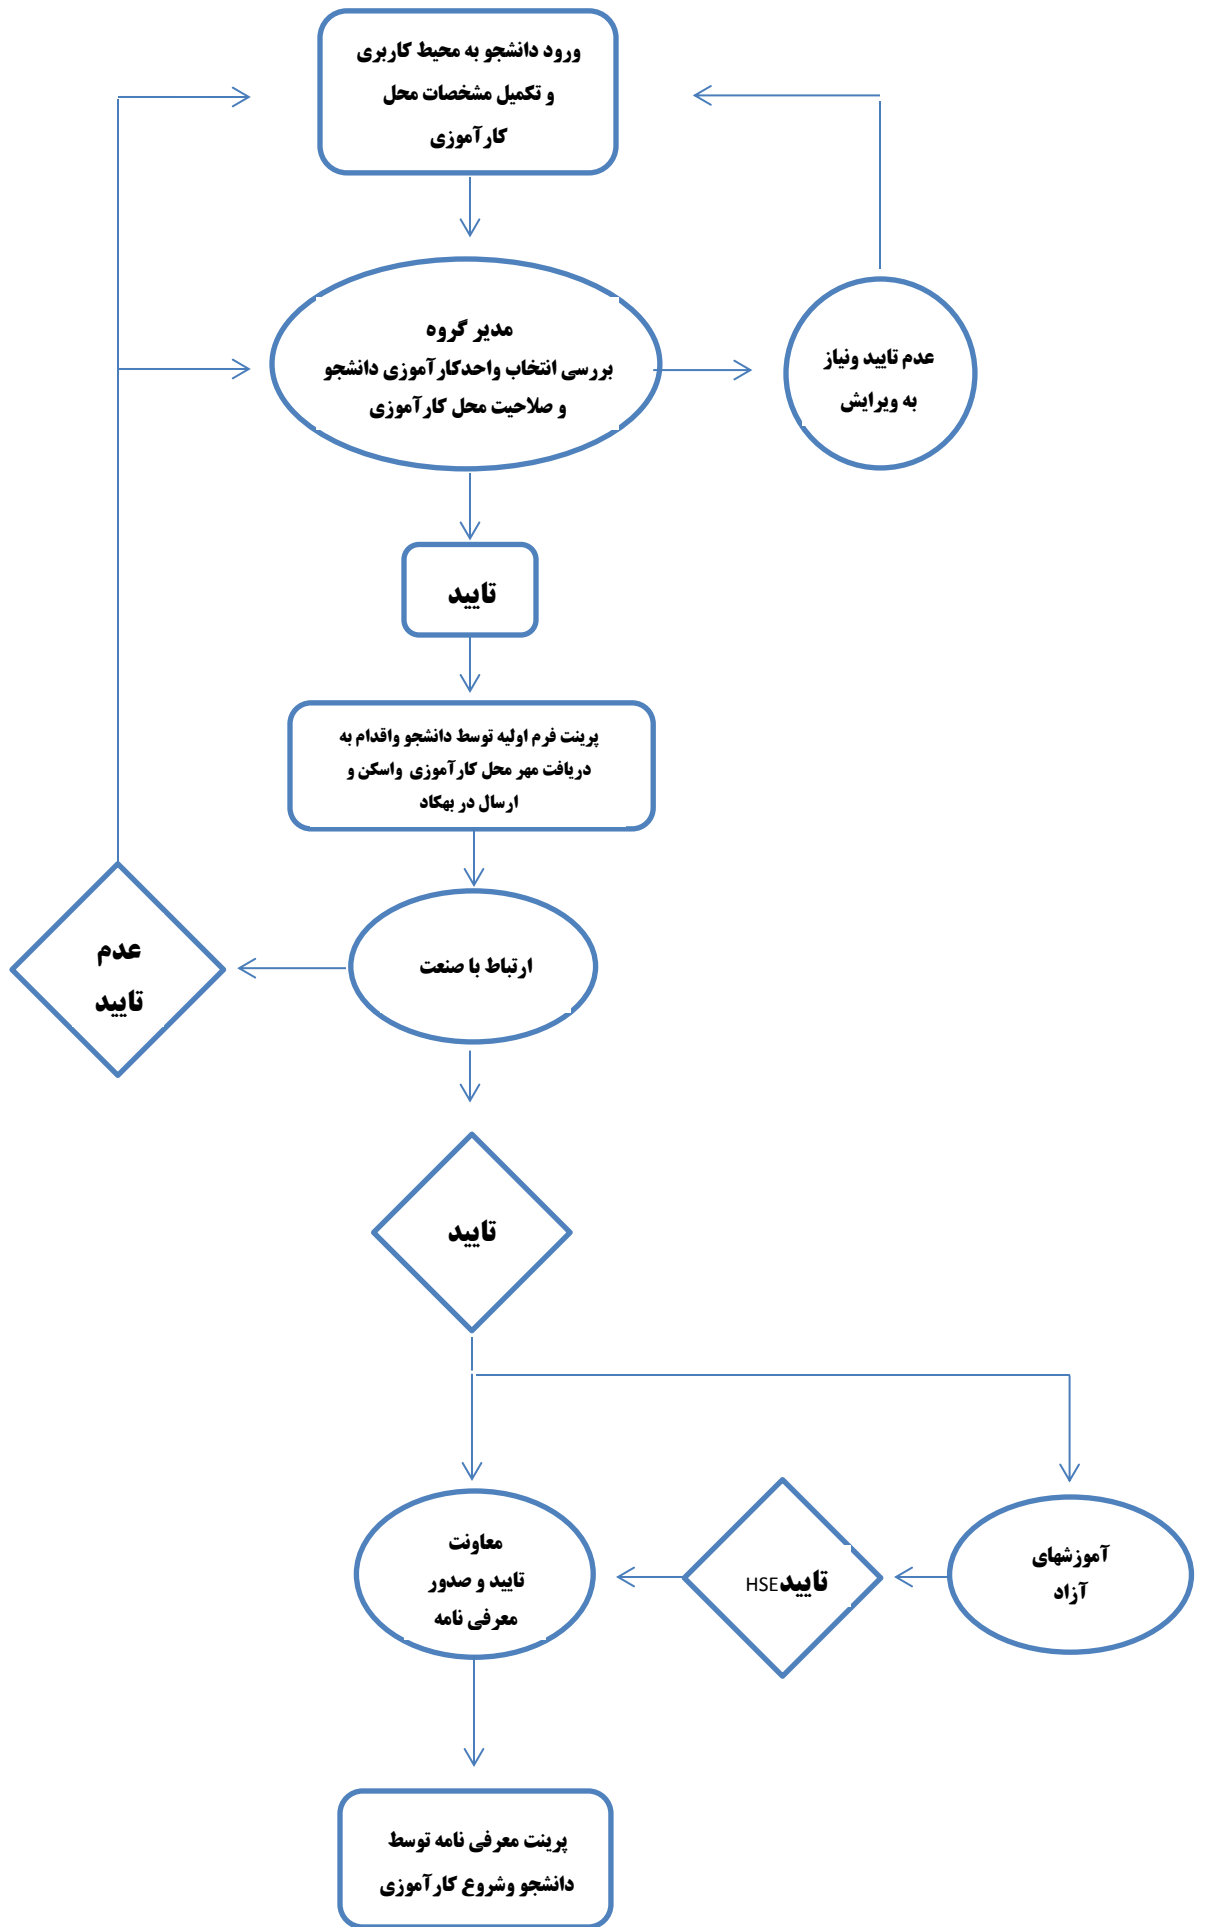 ورود دانشجو به محیط کاربری
و تکمیل مشخصات محل
کارآموزی
مدیر گروه
بررسی انتخاب واحدکارآموزی دانشجو
و صلاحیت محل کارآموزی
عدم تایید ونیاز
به ویرایش
تایید
پرینت فرم اولیه توسط دانشجو واقدام به
دریافت مهر محل کارآموزی واسکن و
ارسال در بهکاد
ارتباط با صنعت
عدم
تایید
تایید
آموزشهای
آزاد
تاییدHSE
معاونت
تایید و صدور
معرفی نامه
پرینت معرفی نامه توسط
دانشجو وشروع کارآموزی